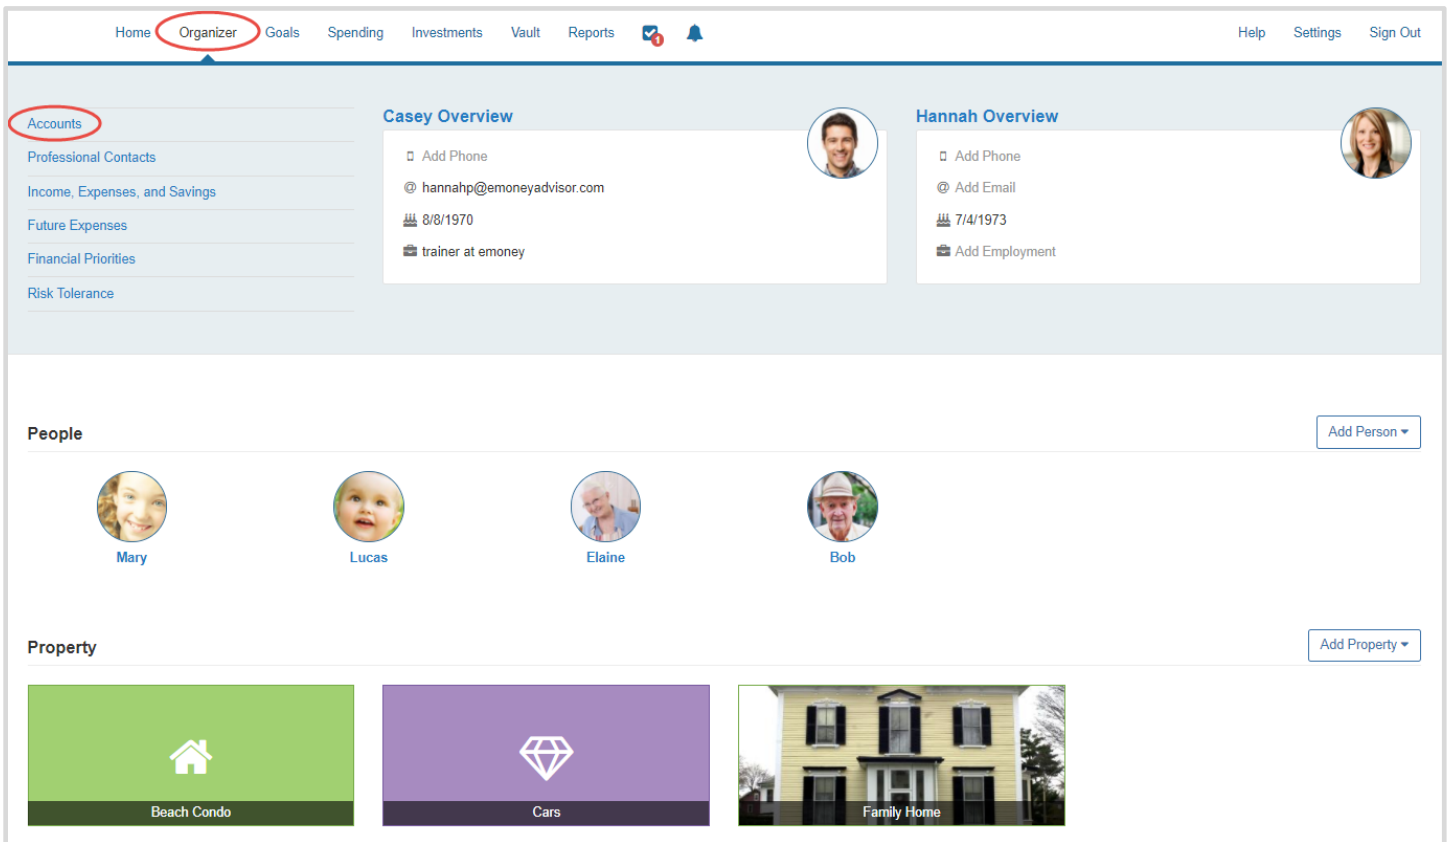 Home Organizer Goals Spending Investments Vault Reports 1 Help Settings Sign Out
Accounts
Professional Contacts
Income, Expenses, and Savings
Future Expenses
Financial Priorities
Risk Tolerance
Casey Overview
Add Phone
@ hannahp@emoneyadvisor.com
8/8/1970
trainer at emoney
Hannah Overview
Add Phone
@ Add Email
7/4/1973
Add Employment
People
Add Person
Mary Lucas Elaine Bob
Property
Add Property
Beach Condo Cars Family Home